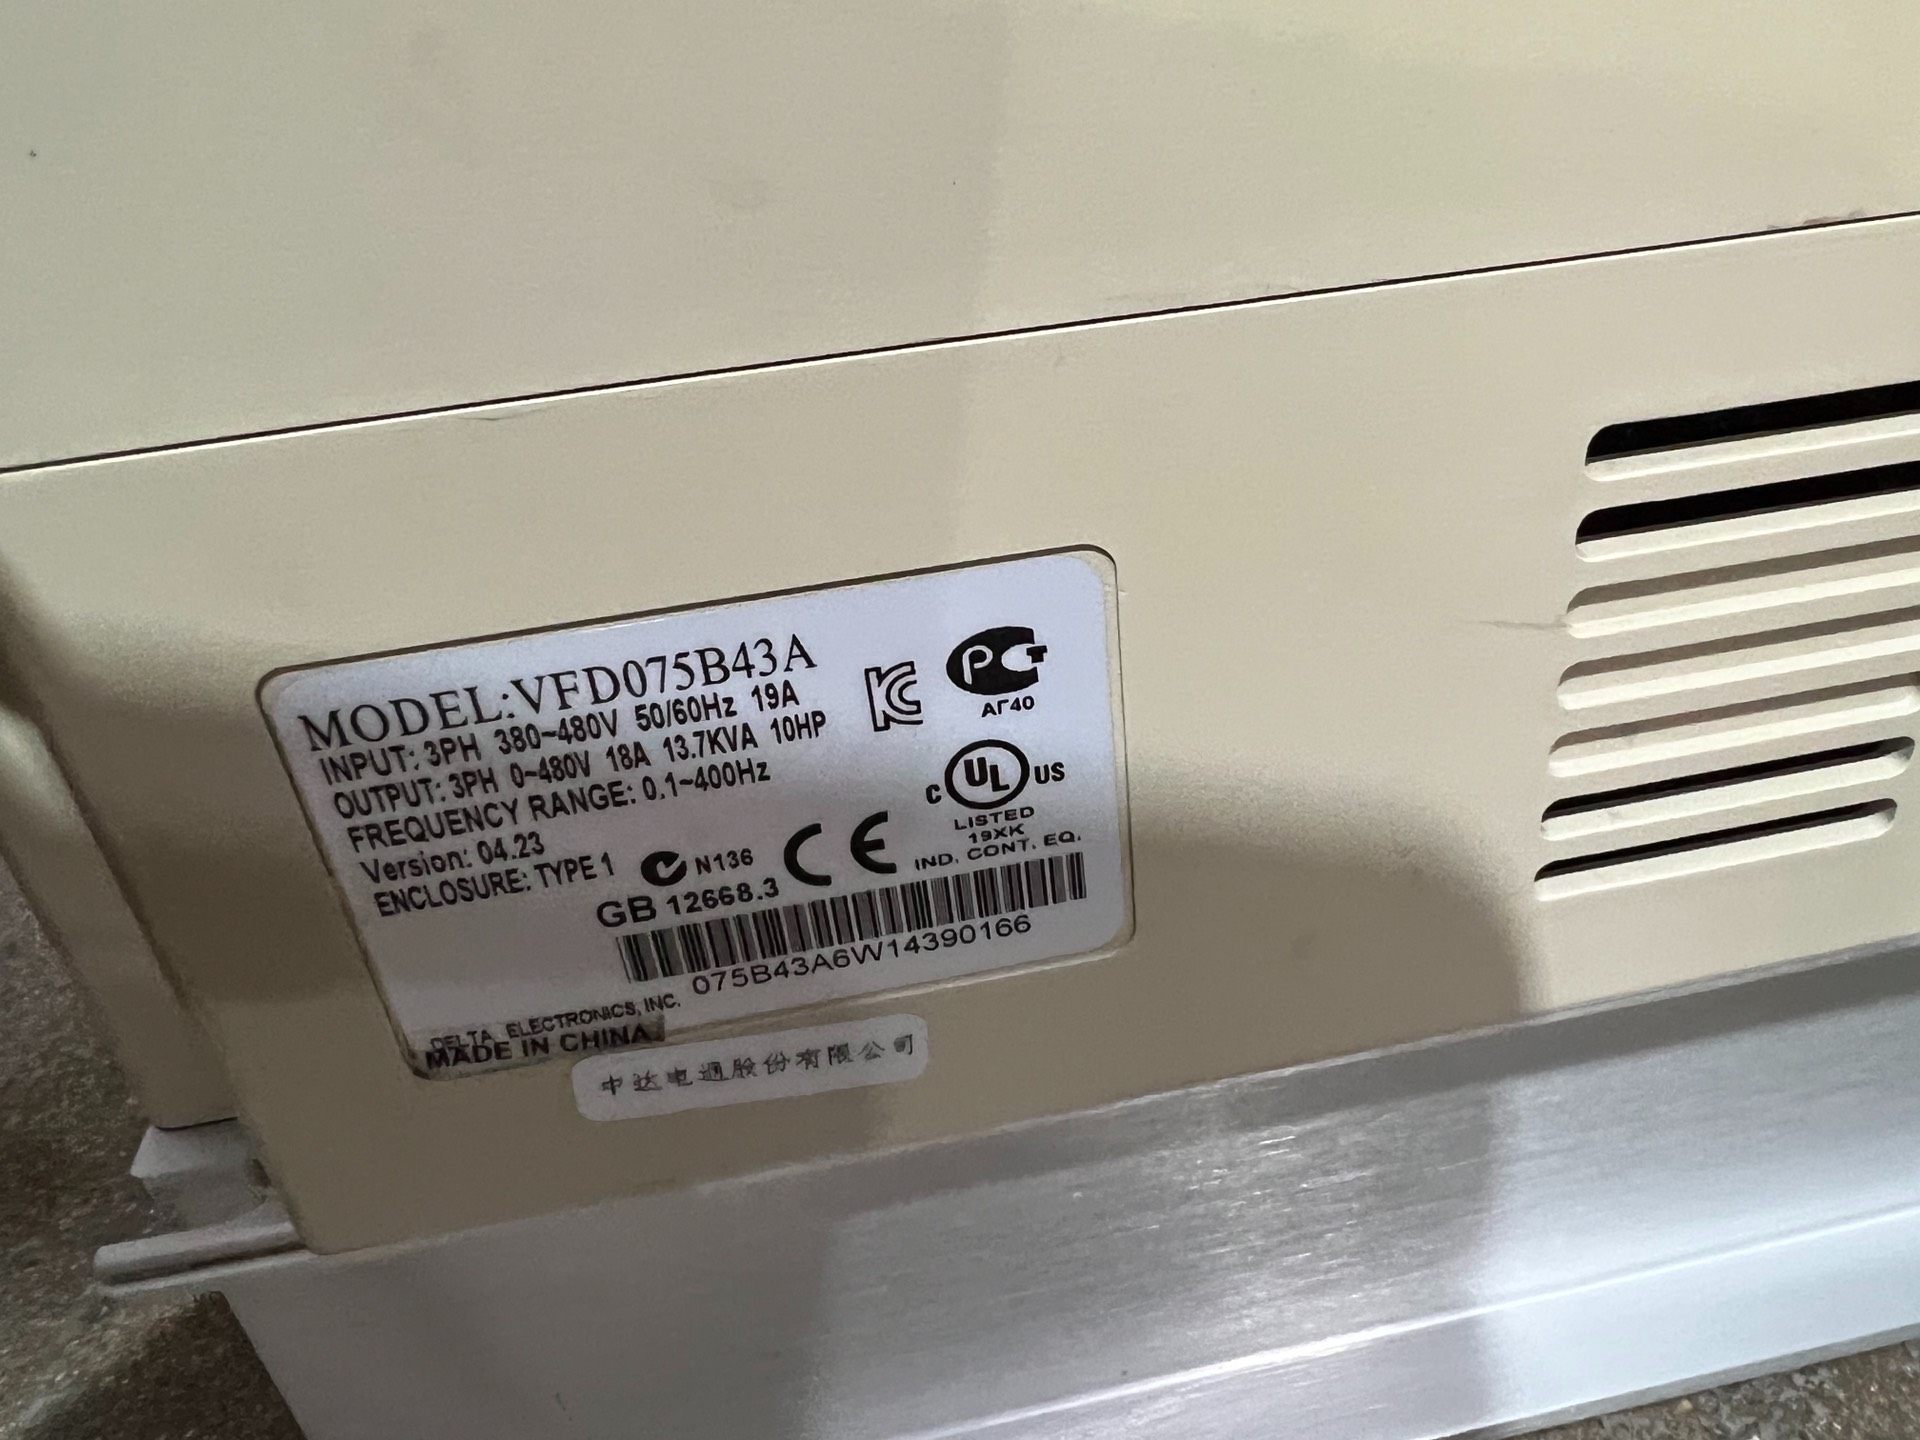 MODEL:VFD075B43A
INPUT: 3PH 380~480V 50/60Hz 19A
OUTPUT: 3PH 0~480V 18A 13.7KVA 10HP
FREQUENCY RANGE: 0.1~400Hz
Version: 04.23
ENCLOSURE: TYPE 1
N136
CE
GB 12668.3
KC
PCT
АГ40
C UL US
LISTED
19XK
IND. CONT. EQ.
075B43A6W14390166
DELTA ELECTRONICS, INC.
MADE IN CHINA
中达电通股份有限公司